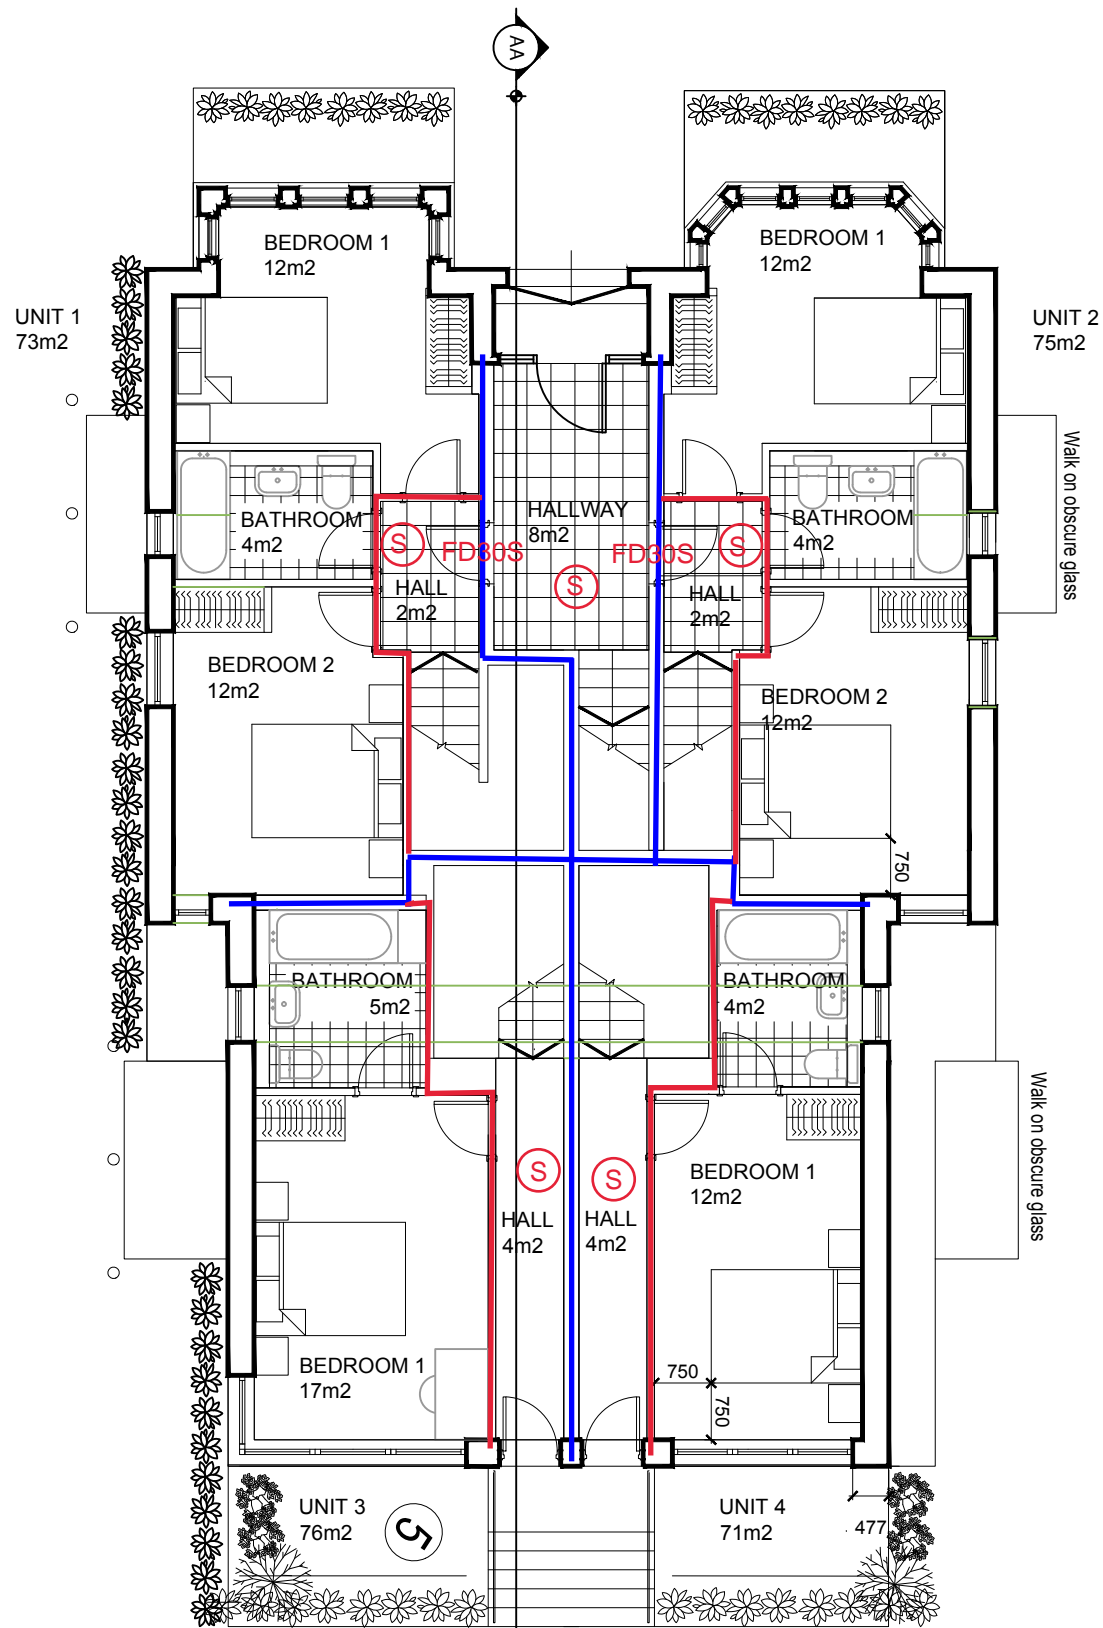 AA
BEDROOM 1
12m2
BEDROOM 1
12m2
UNIT 1
73m2
UNIT 2
75m2
Walk on obscure glass
HALLWAY
8m2
BATHROOM
4m2
BATHROOM
4m2
S
FD30S
FD30S
S
S
HALL
2m2
HALL
2m2
BEDROOM 2
12m2
BEDROOM 2
12m2
750
BATHROOM
5m2
BATHROOM
4m2
Walk on obscure glass
S
S
BEDROOM 1
12m2
HALL
4m2
HALL
4m2
BEDROOM 1
17m2
750
750
UNIT 3
76m2
5
UNIT 4
71m2
477